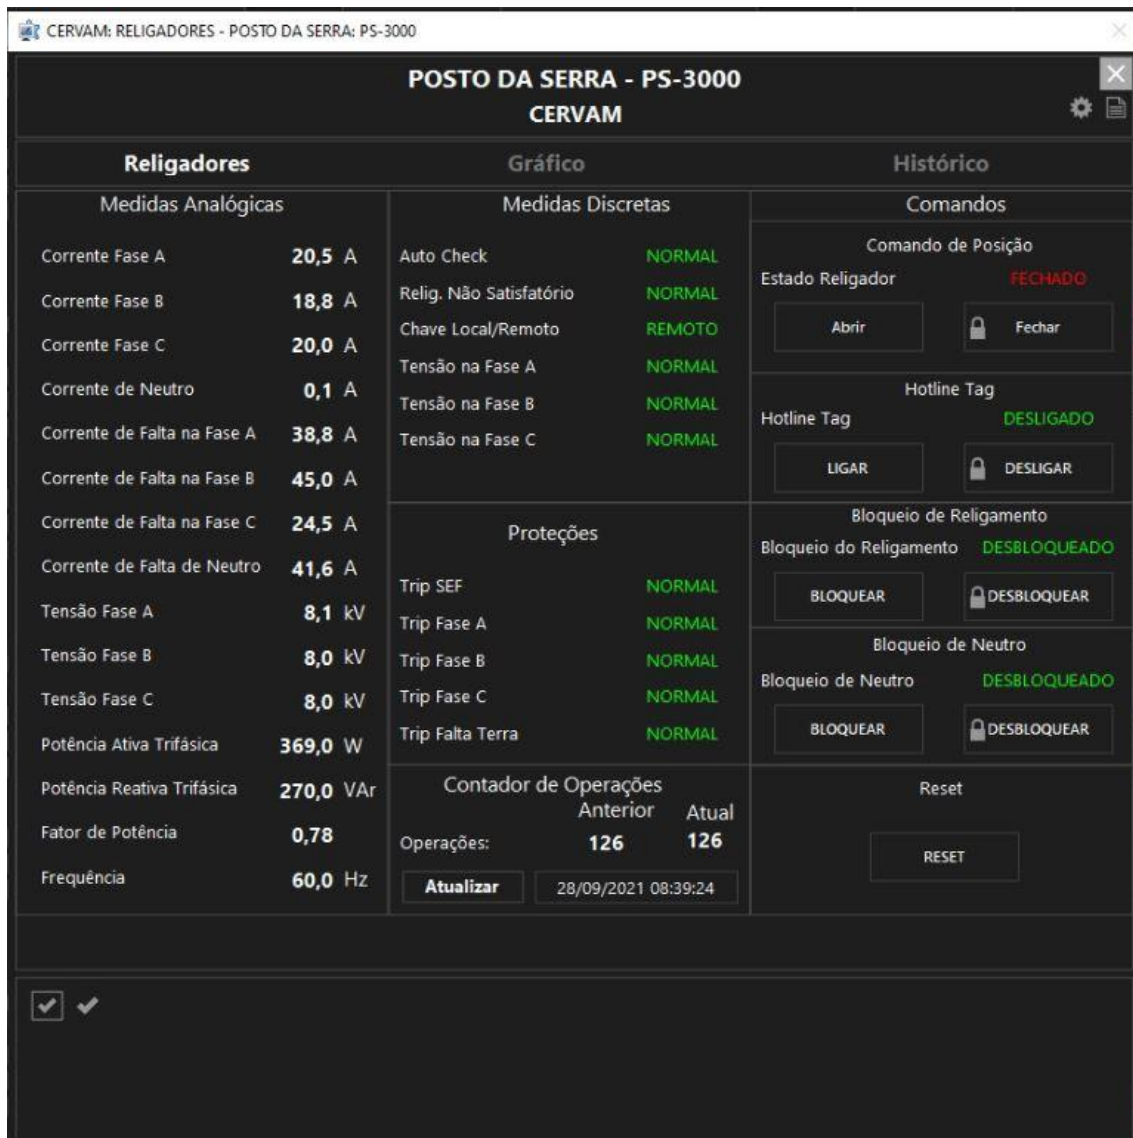 CERVAM: RELIGADORES - POSTO DA SERRA: PS-3000
POSTO DA SERRA - PS-3000
CERVAM
Religadores
Gráfico
Histórico
Medidas Analógicas
Corrente Fase A 20,5 A
Corrente Fase B 18,8 A
Corrente Fase C 20,0 A
Corrente de Neutro 0,1 A
Corrente de Falta na Fase A 38,8 A
Corrente de Falta na Fase B 45,0 A
Corrente de Falta na Fase C 24,5 A
Corrente de Falta de Neutro 41,6 A
Tensão Fase A 8,1 kV
Tensão Fase B 8,0 kV
Tensão Fase C 8,0 kV
Potência Ativa Trifásica 369,0 W
Potência Reativa Trifásica 270,0 VAr
Fator de Potência 0,78
Frequência 60,0 Hz
Medidas Discretas
Auto Check NORMAL
Relig. Não Satisfatório NORMAL
Chave Local/Remoto REMOTO
Tensão na Fase A NORMAL
Tensão na Fase B NORMAL
Tensão na Fase C NORMAL
Proteções
Trip SEF NORMAL
Trip Fase A NORMAL
Trip Fase B NORMAL
Trip Fase C NORMAL
Trip Falta Terra NORMAL
Contador de Operações
Anterior Atual
Operações: 126 126
Atualizar 28/09/2021 08:39:24
Comandos
Comando de Posição
Estado Religador FECHADO
Abrir Fechar
Hotline Tag
Hotline Tag DESLIGADO
LIGAR DESLIGAR
Bloqueio de Religamento
Bloqueio do Religamento DESBLOQUEADO
BLOQUEAR DESBLOQUEAR
Bloqueio de Neutro
Bloqueio de Neutro DESBLOQUEADO
BLOQUEAR DESBLOQUEAR
Reset
RESET